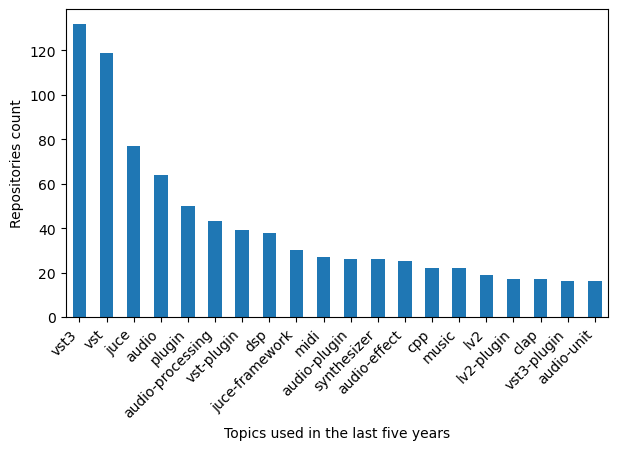 Repositories count
120
100
80
60
40
20
0
vst3
vst
juce
audio
plugin
audio-processing
vst-plugin
dsp
juce-framework
midi
audio-plugin
synthesizer
audio-effect
cpp
music
lv2
lv2-plugin
clap
vst3-plugin
audio-unit
Topics used in the last five years